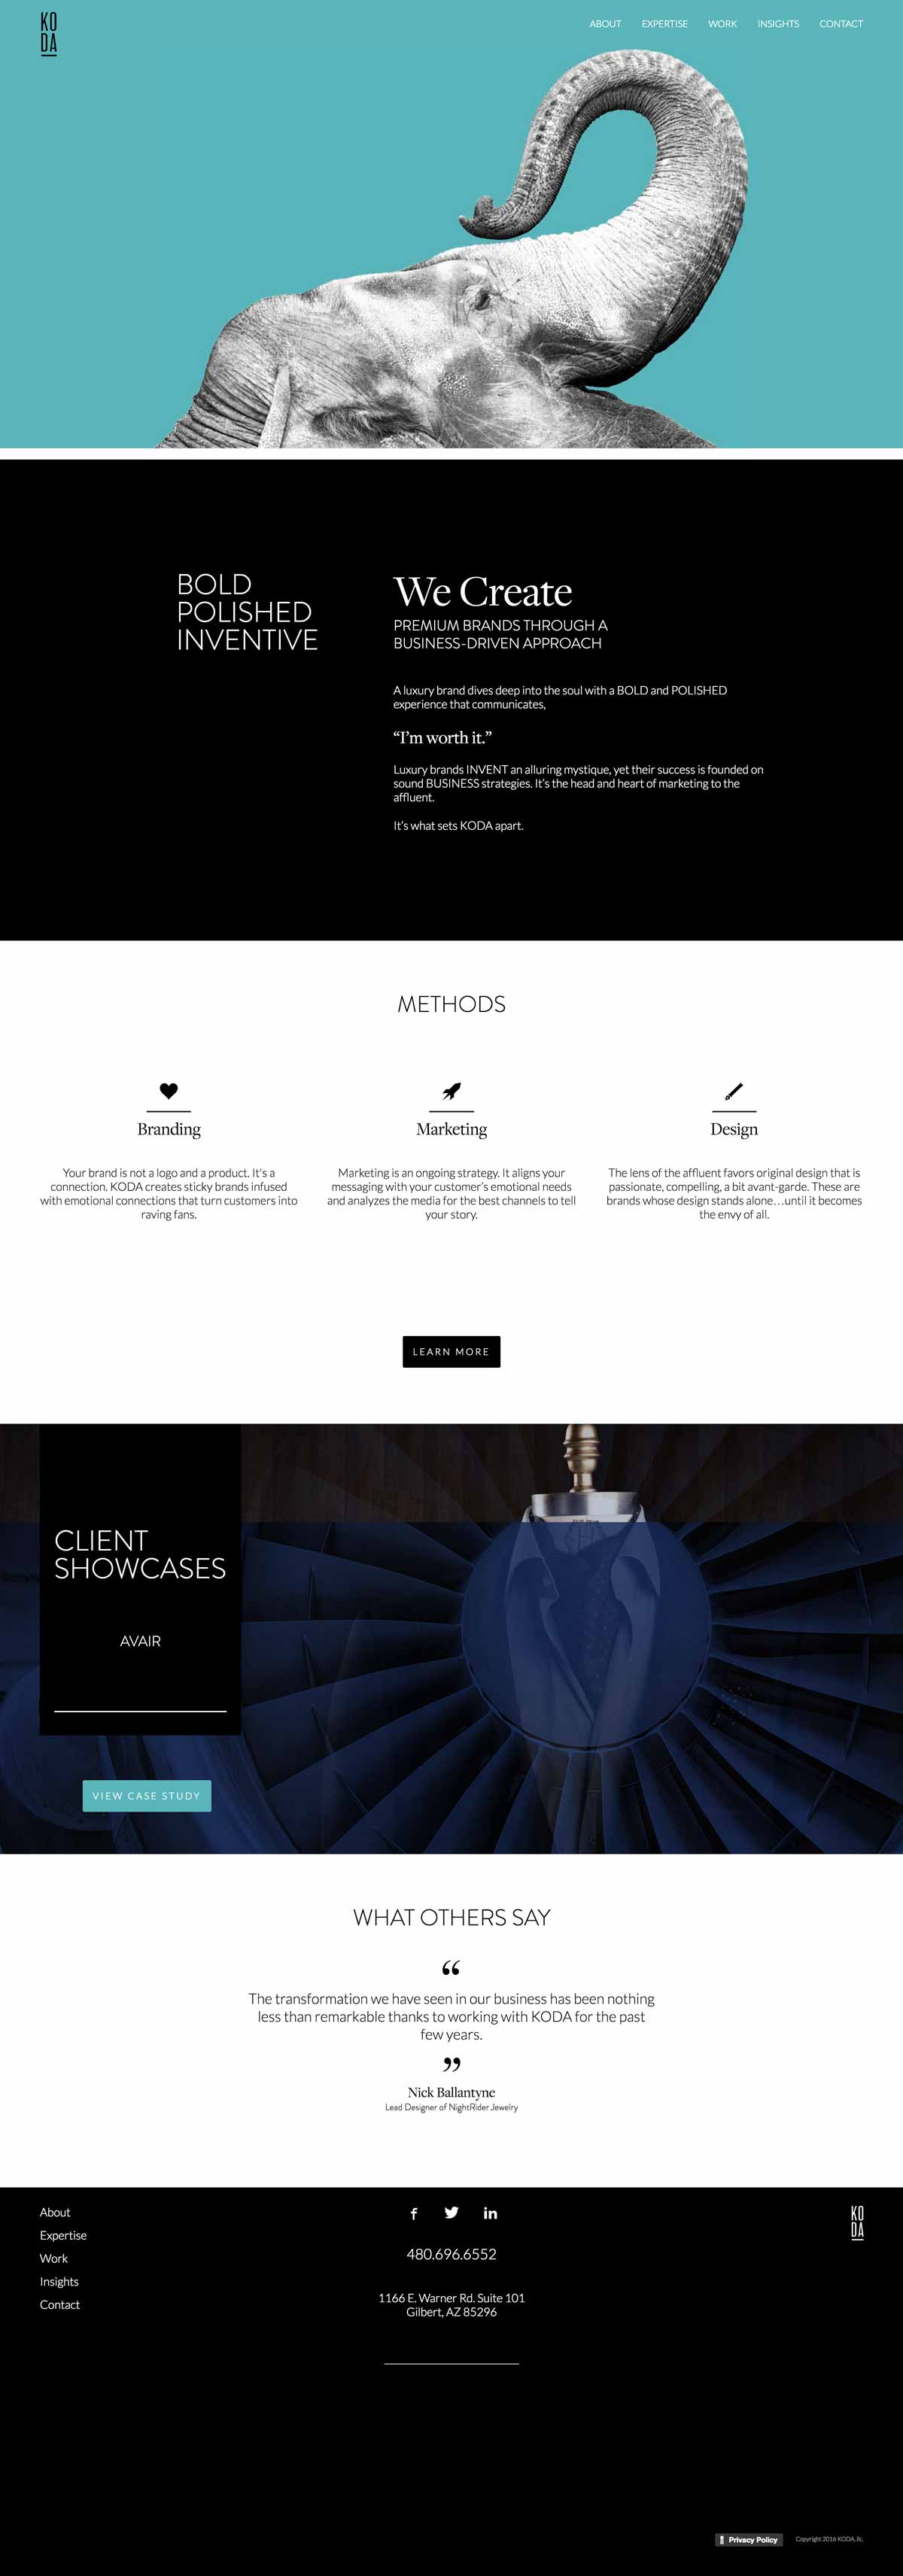 KO
DA
ABOUT EXPERTISE WORK INSIGHTS CONTACT
BOLD
POLISHED
INVENTIVE
We Create
PREMIUM BRANDS THROUGH A
BUSINESS-DRIVEN APPROACH
A luxury brand dives deep into the soul with a BOLD and POLISHED
experience that communicates,
“I’m worth it.”
Luxury brands INVENT an alluring mystique, yet their success is founded on
sound BUSINESS strategies. It’s the head and heart of marketing to the
affluent.
It’s what sets KODA apart.
METHODS
Branding
Your brand is not a logo and a product. It's a
connection. KODA creates sticky brands infused
with emotional connections that turn customers into
raving fans.
Marketing
Marketing is an ongoing strategy. It aligns your
messaging with your customer’s emotional needs
and analyzes the media for the best channels to tell
your story.
Design
The lens of the affluent favors original design that is
passionate, compelling, a bit avant-garde. These are
brands whose design stands alone…until it becomes
the envy of all.
LEARN MORE
CLIENT
SHOWCASES
AVAIR
VIEW CASE STUDY
WHAT OTHERS SAY
“
The transformation we have seen in our business has been nothing
less than remarkable thanks to working with KODA for the past
few years.
”
Nick Ballantyne
Lead Designer of NightRider Jewelry
About
Expertise
Work
Insights
Contact
f in
480.696.6552
1166 E. Warner Rd. Suite 101
Gilbert, AZ 85296
KO
DA
Privacy Policy
Copyright 2016 KODA, llc.